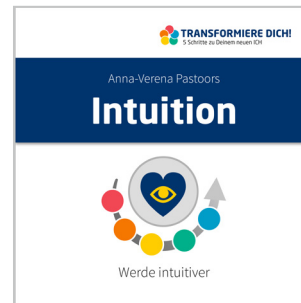 TRANSFORMIERE DICH!
5 Schritte zu Deinem neuen ICH
Anna-Verena Pastoors
Intuition
Werde intuitiver